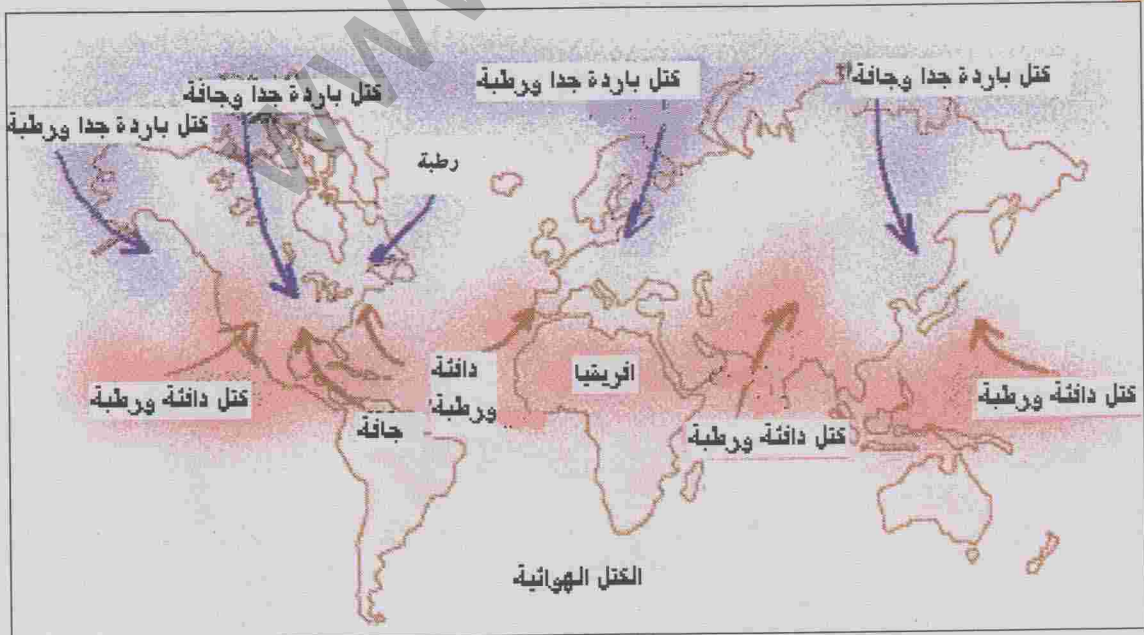 كتل باردة جدا وجافة
كتل باردة جدا ورطبة
كتل باردة جدا وجافة
كتل باردة جدا ورطبة
رطبة
دافئة
ورطبة
افريقيا
كتل دافئة ورطبة
كتل دافئة ورطبة
كتل دافئة ورطبة
جافة
الكتل الهوائية